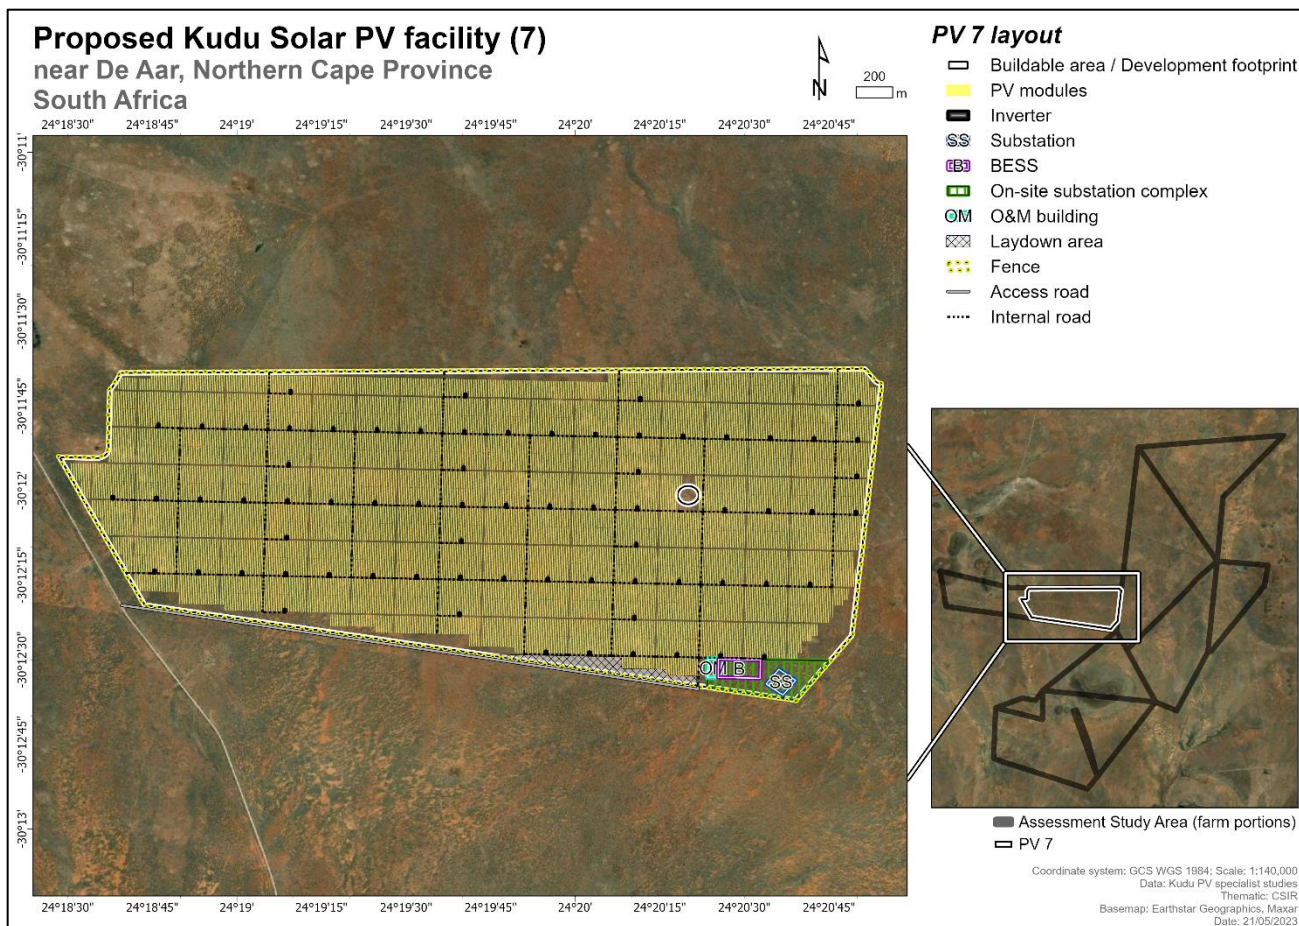 Proposed Kudu Solar PV facility (7)
near De Aar, Northern Cape Province
South Africa
N
200
m
24°18'30" 24°18'45" 24°19' 24°19'15" 24°19'30" 24°19'45" 24°20' 24°20'15" 24°20'30" 24°20'45"
-30°11'
-30°11'15"
-30°11'30"
-30°11'45"
-30°12'
-30°12'15"
-30°12'30"
-30°12'45"
-30°13'
OM B
SS
24°18'30" 24°18'45" 24°19' 24°19'15" 24°19'30" 24°19'45" 24°20' 24°20'15" 24°20'30" 24°20'45"
PV 7 layout
Buildable area / Development footprint
PV modules
Inverter
SS Substation
B BESS
On-site substation complex
OM O&M building
Laydown area
Fence
Access road
Internal road
Assessment Study Area (farm portions)
PV 7
Coordinate system: GCS WGS 1984; Scale: 1:140,000
Data: Kudu PV specialist studies
Thematic: CSIR
Basemap: Earthstar Geographics, Maxar
Date: 21/05/2023